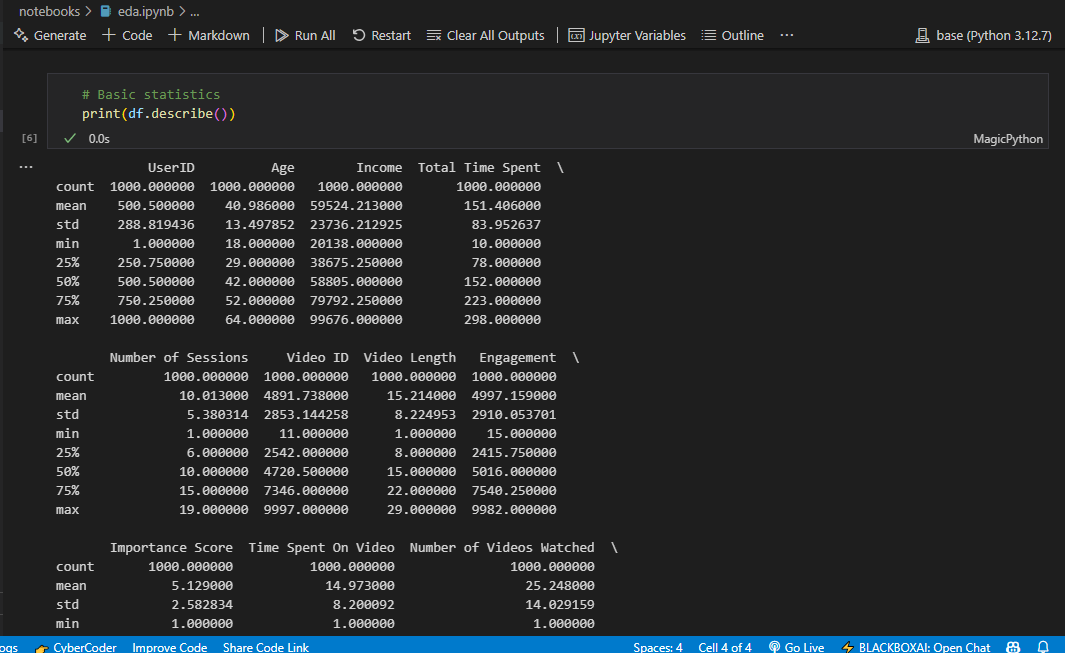 notebooks > eda.ipynb > ...
Generate + Code + Markdown | Run All Restart Clear All Outputs | Jupyter Variables Outline ... base (Python 3.12.7)
# Basic statistics
print(df.describe())
[6] ✓ 0.0s MagicPython
... UserID Age Income Total Time Spent \
count 1000.000000 1000.000000 1000.000000 1000.000000
mean 500.500000 40.986000 59524.213000 151.406000
std 288.819436 13.497852 23736.212925 83.952637
min 1.000000 18.000000 20138.000000 10.000000
25% 250.750000 29.000000 38675.250000 78.000000
50% 500.500000 42.000000 58805.000000 152.000000
75% 750.250000 52.000000 79792.250000 223.000000
max 1000.000000 64.000000 99676.000000 298.000000
Number of Sessions Video ID Video Length Engagement \
count 1000.000000 1000.000000 1000.000000 1000.000000
mean 10.013000 4891.738000 15.214000 4997.159000
std 5.380314 2853.144258 8.224953 2910.053701
min 1.000000 11.000000 1.000000 15.000000
25% 6.000000 2542.000000 8.000000 2415.750000
50% 10.000000 4720.500000 15.000000 5016.000000
75% 15.000000 7346.000000 22.000000 7540.250000
max 19.000000 9997.000000 29.000000 9982.000000
Importance Score Time Spent On Video Number of Videos Watched \
count 1000.000000 1000.000000 1000.000000
mean 5.129000 14.973000 25.248000
std 2.582834 8.200092 14.029159
min 1.000000 1.000000 1.000000
ogs CyberCoder Improve Code Share Code Link Spaces: 4 Cell 4 of 4 Go Live BLACKBOXAI: Open Chat